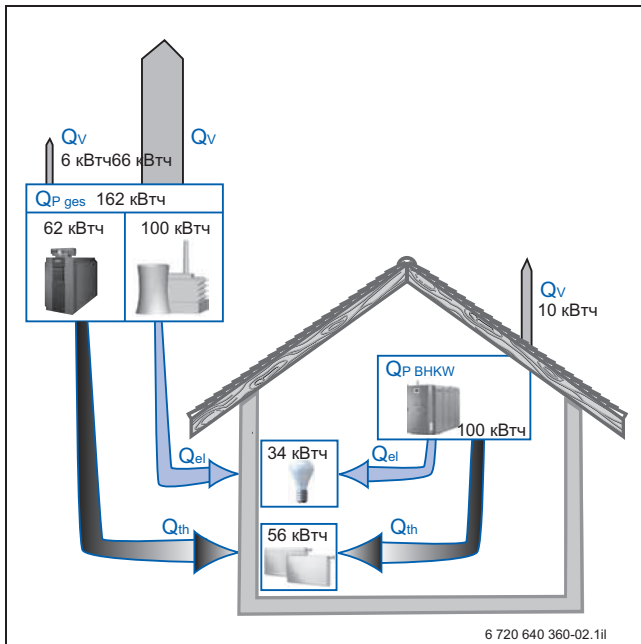 QV QV
6 кВтч66 кВтч
QP ges 162 кВтч
62 кВтч 100 кВтч
QV
10 кВтч
QP BHKW
100 кВтч
Qel 34 кВтч Qel
Qth 56 кВтч Qth
6 720 640 360-02.1il